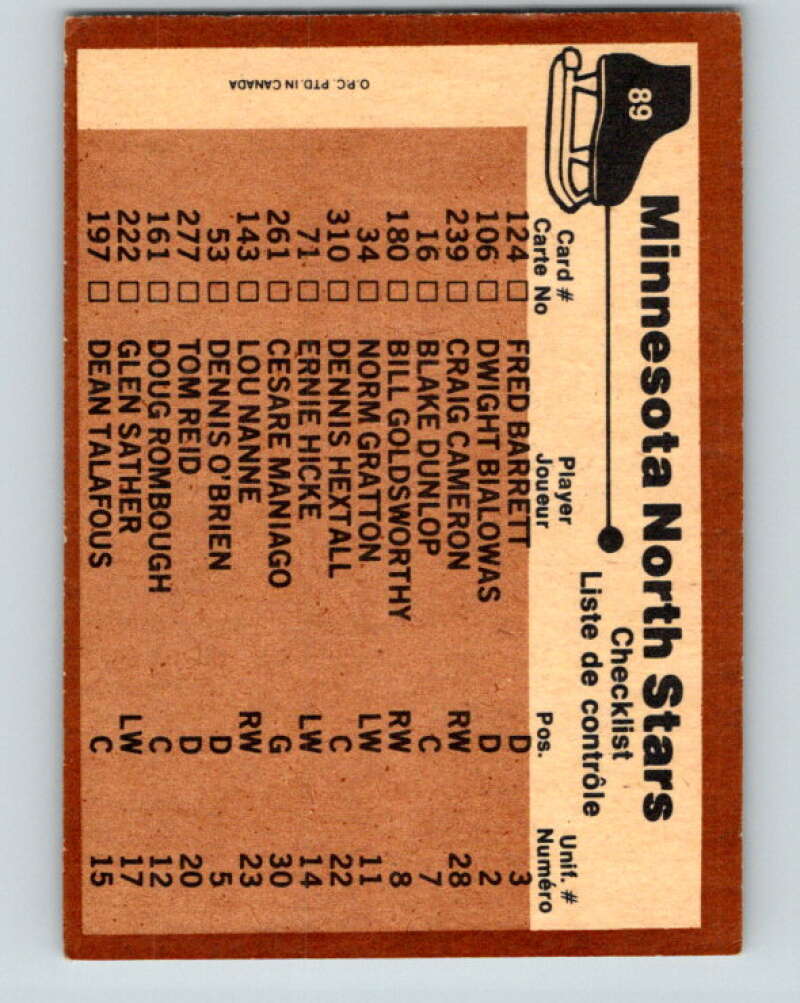 89
Minnesota North Stars
Checklist
Liste de contrôle
Card # Player Pos. Unif. #
Carte No Joueur Numéro
124 □ FRED BARRETT D 3
106 □ DWIGHT BIALOWAS D 2
239 □ CRAIG CAMERON RW 28
16 □ BLAKE DUNLOP C 7
180 □ BILL GOLDSWORTHY RW 8
34 □ NORM GRATTON LW 11
310 □ DENNIS HEXTALL C 22
71 □ ERNIE HICKE LW 14
261 □ CESARE MANIAGO G 30
143 □ LOU NANNE RW 23
53 □ DENNIS O'BRIEN D 5
277 □ TOM REID D 20
161 □ DOUG ROMBOUGH C 12
222 □ GLEN SATHER LW 17
197 □ DEAN TALAFOUS C 15
O.P.C. PTD. IN CANADA